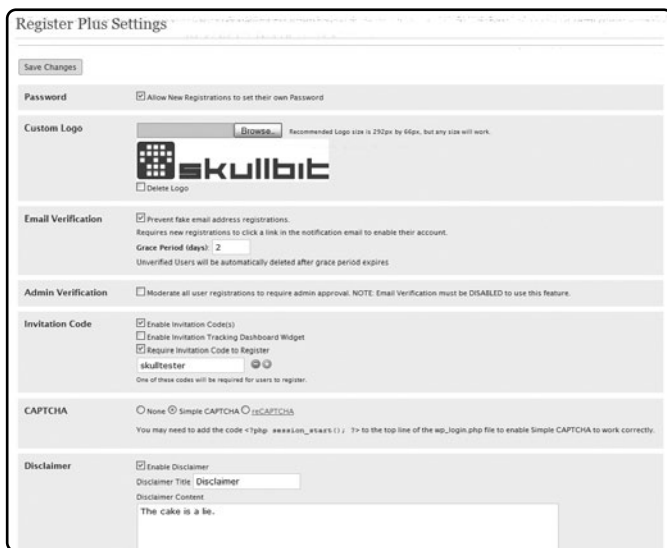 Register Plus Settings
Save Changes
Password
Allow New Registrations to set their own Password
Custom Logo
Browse.. Recommended Logo size is 292px by 66px, but any size will work.
skullbit
Delete Logo
Email Verification
Prevent fake email address registrations.
Requires new registrations to click a link in the notification email to enable their account.
Grace Period (days): 2
Unverified Users will be automatically deleted after grace period expires
Admin Verification
Moderate all user registrations to require admin approval. NOTE: Email Verification must be DISABLED to use this feature.
Invitation Code
Enable Invitation Code(s)
Enable Invitation Tracking Dashboard Widget
Require Invitation Code to Register
skulltester
One of these codes will be required for users to register.
CAPTCHA
None Simple CAPTCHA reCAPTCHA
You may need to add the code <?php session_start(); ?> to the top line of the wp_login.php file to enable Simple CAPTCHA to work correctly.
Disclaimer
Enable Disclaimer
Disclaimer Title Disclaimer
Disclaimer Content
The cake is a lie.